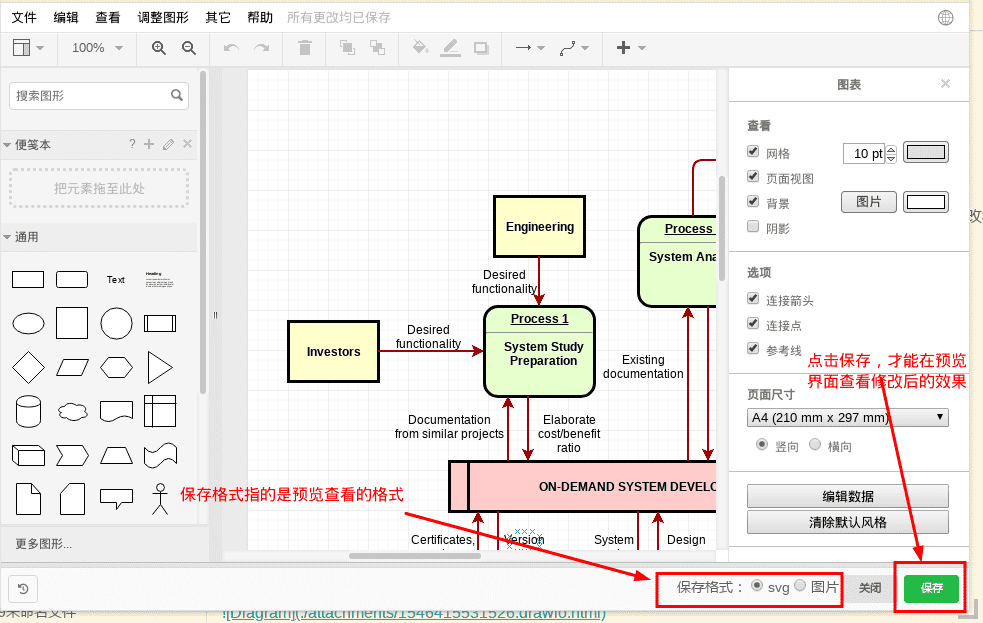 文件 编辑 查看 调整图形 其它 帮助 所有更改均已保存
100%
搜索图形
便笺本 ?
把元素拖至此处
通用
Text
Heading
更多图形...
Engineering
Desired
functionality
Investors
Desired
functionality
Process 1
System Study
Preparation
Process
System Ana
Existing
documentation
Documentation
from similar projects
Elaborate
cost/benefit
ratio
ON-DEMAND SYSTEM DEVELO
Certificates,
Version
System
Design
图表
查看
网格 10 pt
页面视图
背景 图片
阴影
选项
连接箭头
连接点
参考线
点击保存，才能在预览
界面查看修改后的效果
页面尺寸
A4 (210 mm x 297 mm)
竖向 横向
编辑数据
清除默认风格
保存格式指的是预览查看的格式
保存格式： svg 图片
关闭
保存
未命名文件
![Diagram](./attachments/1546415531526.drawio.html)